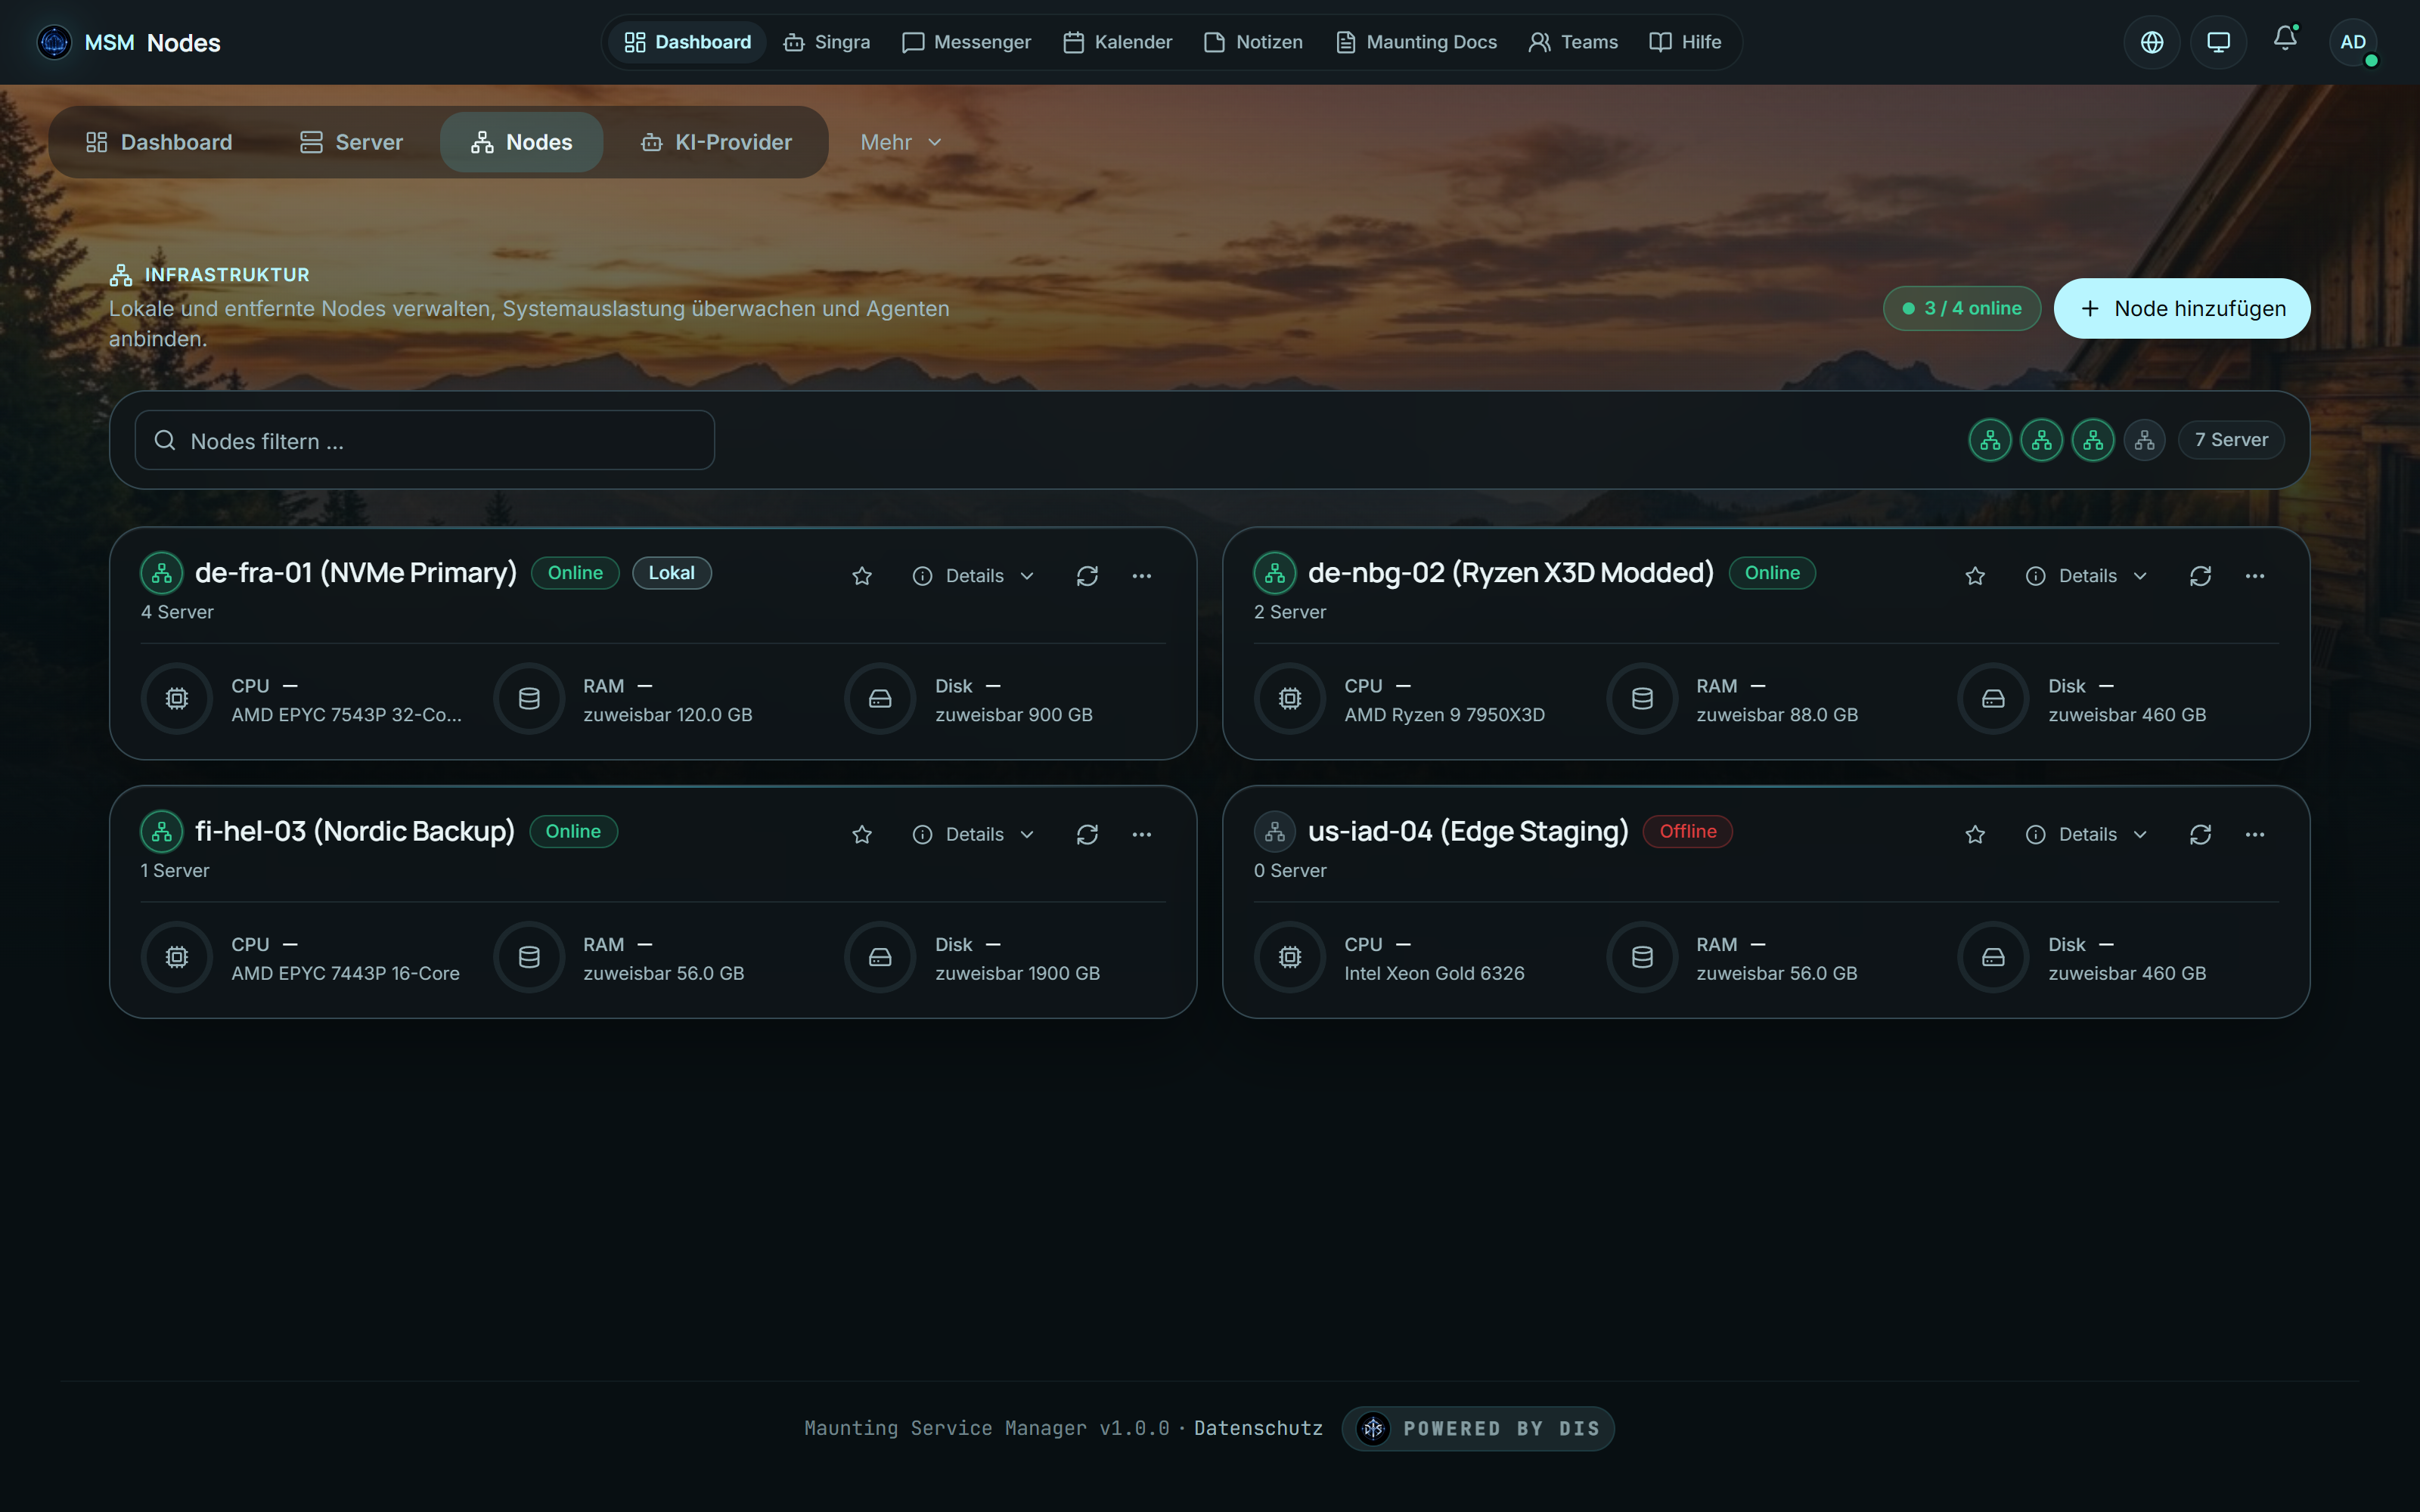 MSM Nodes
Dashboard Singra Messenger Kalender Notizen Maunting Docs Teams Hilfe
AD
Dashboard Server Nodes KI-Provider Mehr
INFRASTRUKTUR
Lokale und entfernte Nodes verwalten, Systemauslastung überwachen und Agenten
anbinden.
3 / 4 online
Node hinzufügen
Nodes filtern ...
7 Server
de-fra-01 (NVMe Primary) Online Lokal Details
4 Server
CPU —
AMD EPYC 7543P 32-Co...
RAM —
zuweisbar 120.0 GB
Disk —
zuweisbar 900 GB
de-nbg-02 (Ryzen X3D Modded) Online Details
2 Server
CPU —
AMD Ryzen 9 7950X3D
RAM —
zuweisbar 88.0 GB
Disk —
zuweisbar 460 GB
fi-hel-03 (Nordic Backup) Online Details
1 Server
CPU —
AMD EPYC 7443P 16-Core
RAM —
zuweisbar 56.0 GB
Disk —
zuweisbar 1900 GB
us-iad-04 (Edge Staging) Offline Details
0 Server
CPU —
Intel Xeon Gold 6326
RAM —
zuweisbar 56.0 GB
Disk —
zuweisbar 460 GB
Maunting Service Manager v1.0.0 · Datenschutz POWERED BY DIS